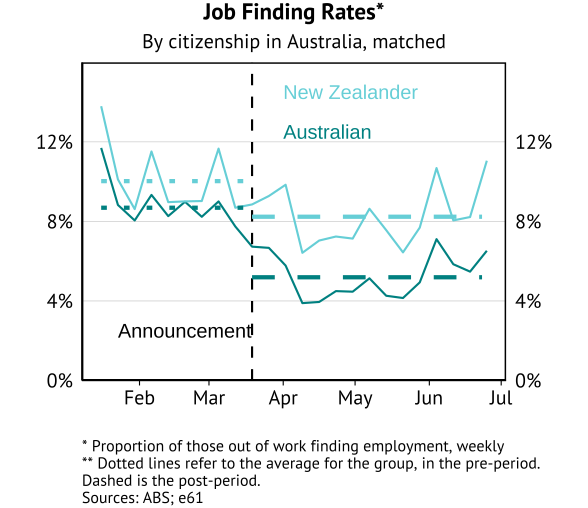 Job Finding Rates*
By citizenship in Australia, matched
New Zealander
Australian
12% 12%
8% 8%
4% 4%
Announcement
0% 0%
Feb Mar Apr May Jun Jul
* Proportion of those out of work finding employment, weekly
** Dotted lines refer to the average for the group, in the pre-period.
Dashed is the post-period.
Sources: ABS; e61